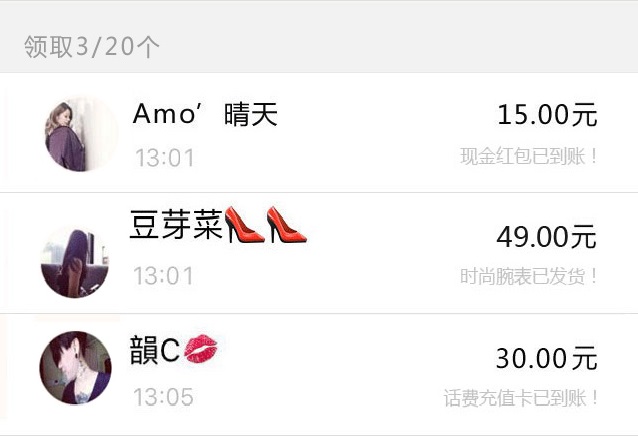 领取3/20个
Amo’晴天
15.00元
13:01
现金红包已到账！
豆芽菜👠👠
49.00元
13:01
时尚腕表已发货！
韻C💋
30.00元
13:05
话费充值卡已到账！